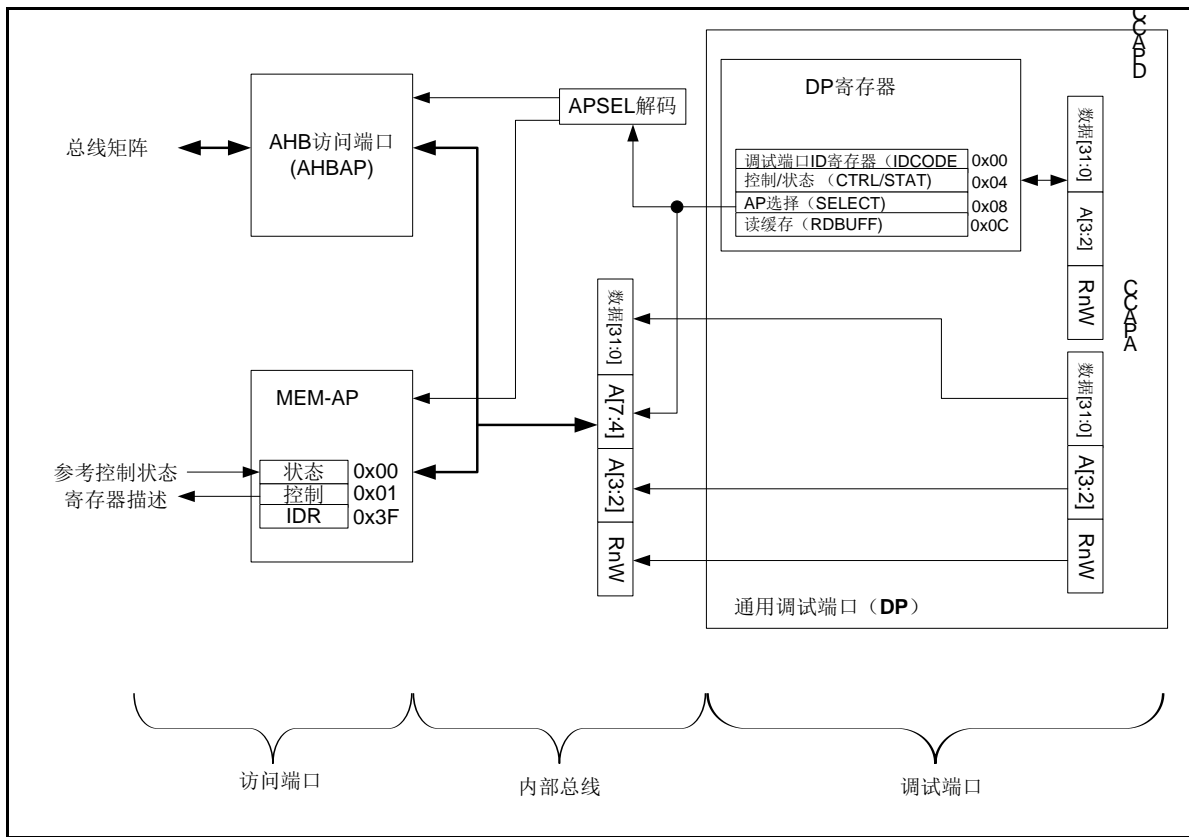 总线矩阵
AHB访问端口
(AHBAP)
APSEL解码
DP寄存器
调试端口ID寄存器（IDCODE 0x00
控制/状态 （CTRL/STAT) 0x04
AP选择（SELECT) 0x08
读缓存（RDBUFF) 0x0C
数据[31:0]
A[3:2]
RnW
CCAPD
CCAPA
MEM-AP
参考控制状态
寄存器描述
状态 0x00
控制 0x01
IDR 0x3F
数据[31:0]
A[7:4]
A[3:2]
RnW
数据[31:0]
A[3:2]
RnW
通用调试端口（DP）
访问端口
内部总线
调试端口